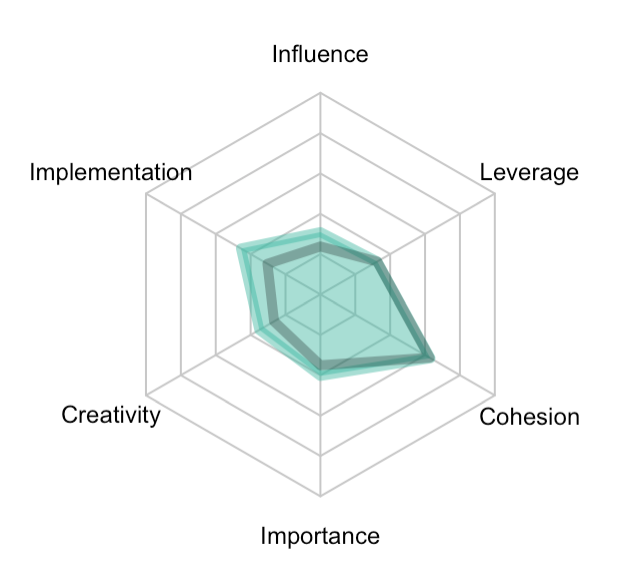 Influence
Implementation
Leverage
Creativity
Cohesion
Importance